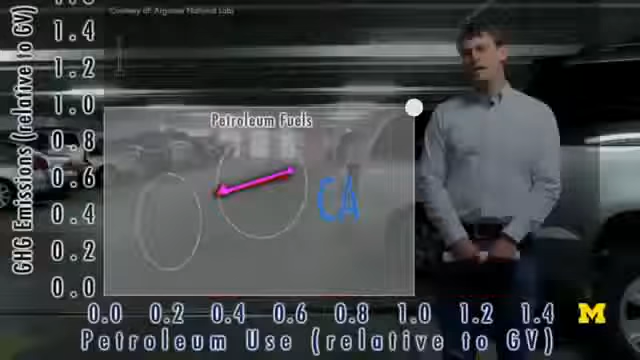 Courtesy of: Argonne National Labs
1.4
1.2
1.0
0.8
0.6
0.4
0.2
0.0
GHG Emissions (relative to GV)
Petroleum Fuels
CA
0.0 0.2 0.4 0.6 0.8 1.0 1.2 1.4
Petroleum Use (relative to GV)
M